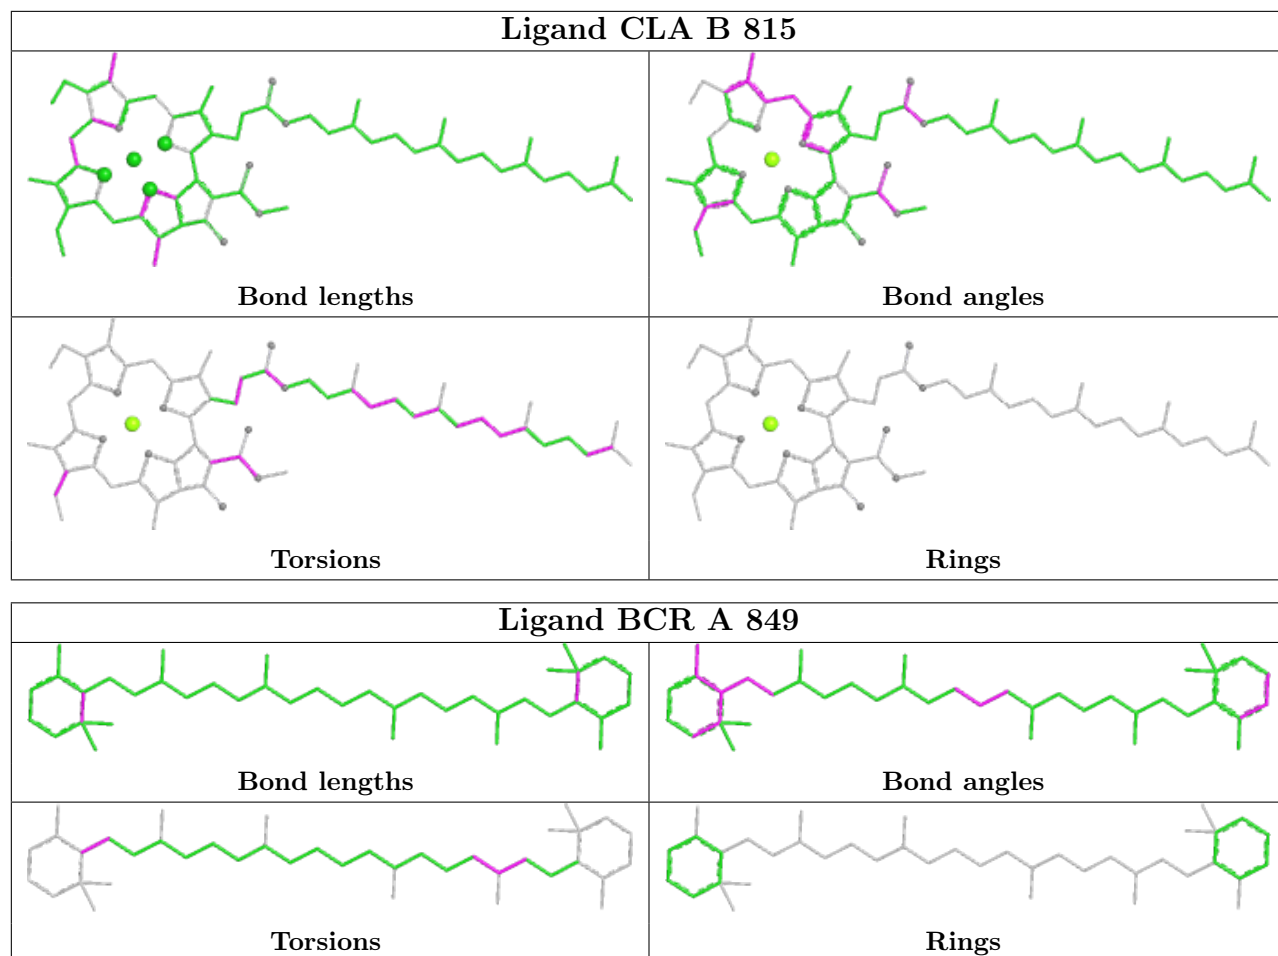 Ligand CLA B 815
Bond lengths
Bond angles
Torsions
Rings
Ligand BCR A 849
Bond lengths
Bond angles
Torsions
Rings